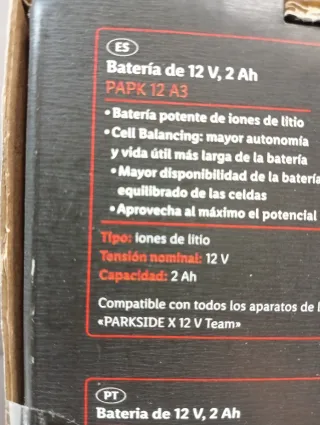 ES
Batería de 12 V, 2 Ah
PAPK 12 A3
•Batería potente de iones de litio
•Cell Balancing: mayor autonomía
y vida útil más larga de la batería
•Mayor disponibilidad de la batería
equilibrado de las celdas
•Aprovecha al máximo el potencial
Tipo: iones de litio
Tensión nominal: 12 V
Capacidad: 2 Ah
Compatible con todos los aparatos de
«PARKSIDE X 12 V Team»
PT
Bateria de 12 V, 2 Ah